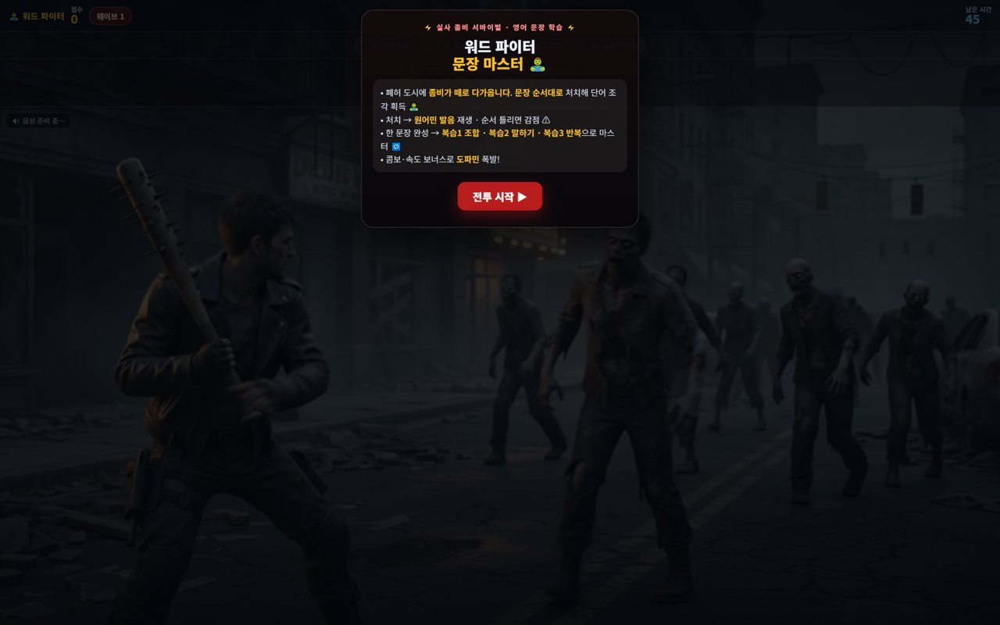 🧟‍♂️ 워드 파이터
점수
0
웨이브 1
남은 시간
45
🔊 음성 준비 중…
⚡ 실사 좀비 서바이벌 · 영어 문장 학습 ⚡
워드 파이터
문장 마스터 🧟‍♂️
• 폐허 도시에 좀비가 떼로 다가옵니다. 문장 순서대로 처치해 단어 조
각 획득 🧟‍♂️
• 처치 → 원어민 발음 재생 · 순서 틀리면 감점 ⚠
• 한 문장 완성 → 복습1 조합 · 복습2 말하기 · 복습3 반복으로 마스
터 🔁
• 콤보·속도 보너스로 도파민 폭발!
전투 시작 ▶